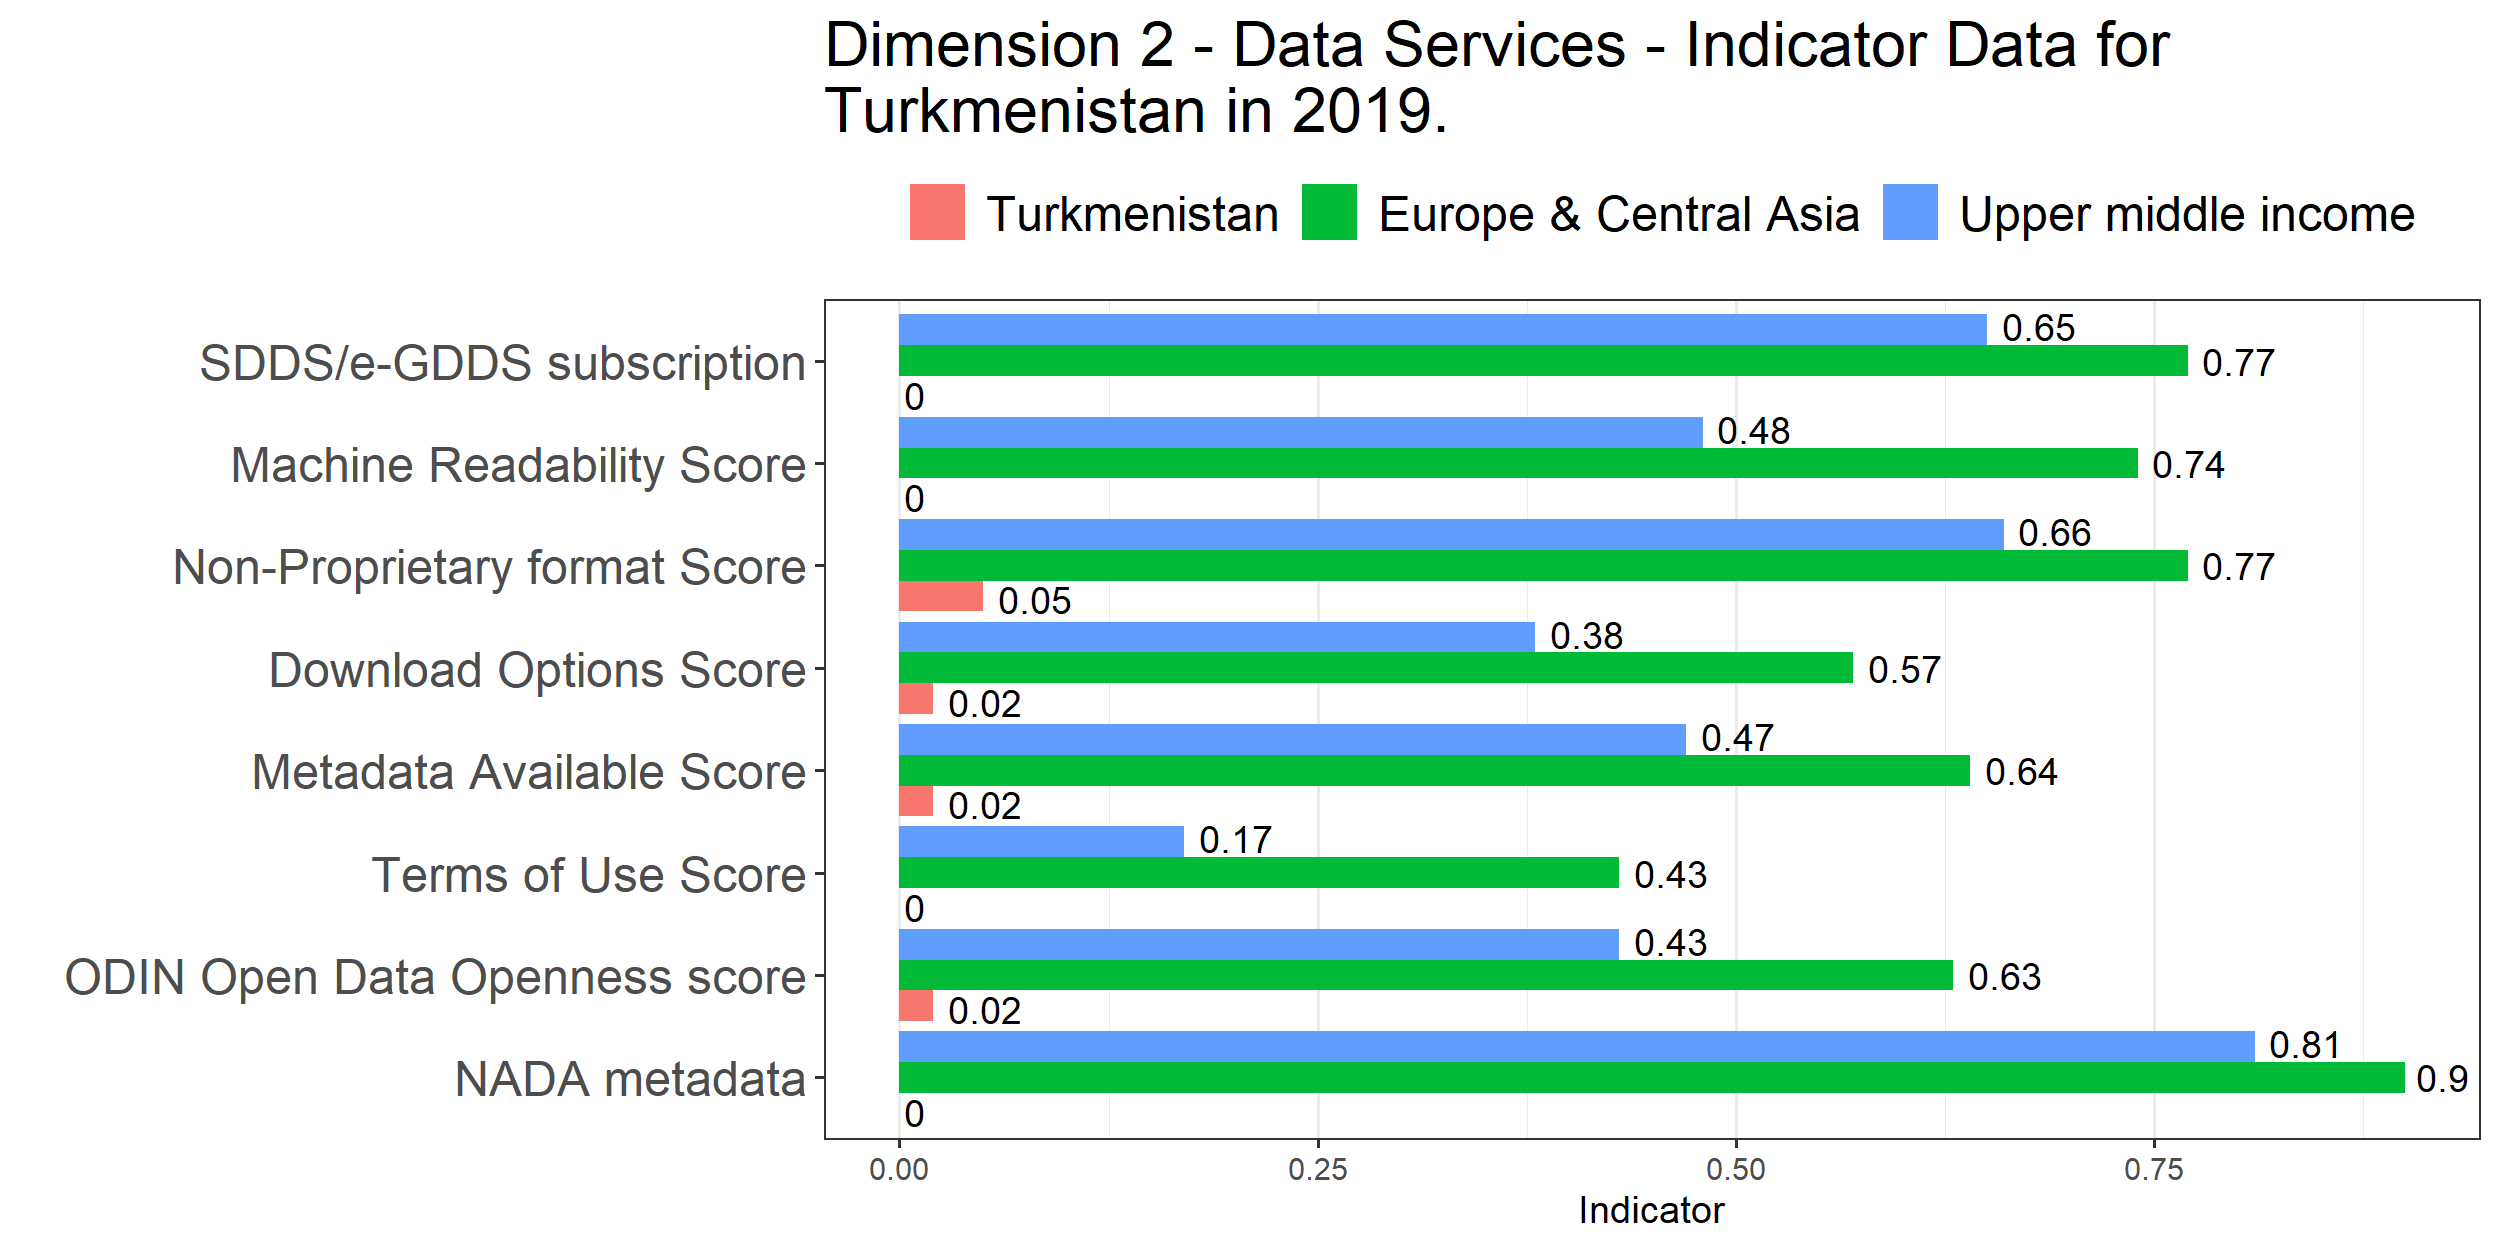 Dimension 2 - Data Services - Indicator Data for
Turkmenistan in 2019.
Turkmenistan
Europe & Central Asia
Upper middle income
SDDS/e-GDDS subscription
0.65
0.77
0
Machine Readability Score
0.48
0.74
0
Non-Proprietary format Score
0.66
0.77
0.05
Download Options Score
0.38
0.57
0.02
Metadata Available Score
0.47
0.64
0.02
Terms of Use Score
0.17
0.43
0
ODIN Open Data Openness score
0.43
0.63
0.02
NADA metadata
0.81
0.9
0
0.00
0.25
0.50
0.75
Indicator